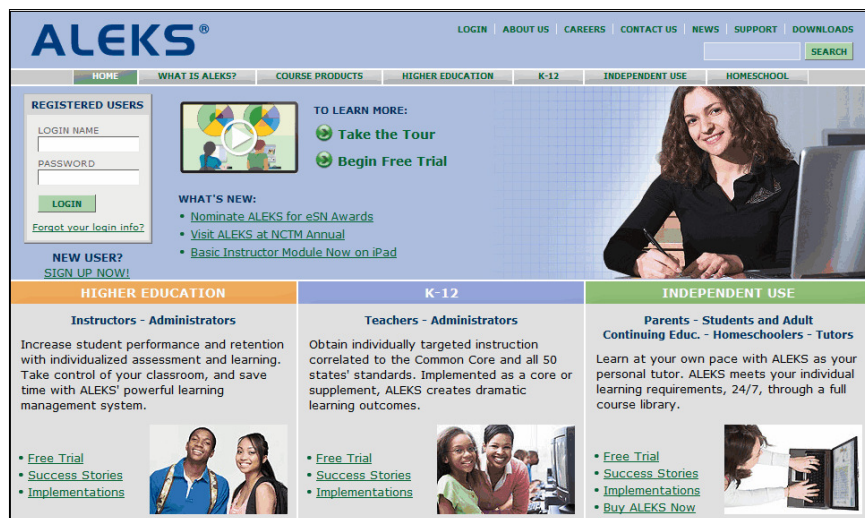 ALEKS®
LOGIN | ABOUT US | CAREERS | CONTACT US | NEWS | SUPPORT | DOWNLOADS
SEARCH
HOME WHAT IS ALEKS? COURSE PRODUCTS HIGHER EDUCATION K-12 INDEPENDENT USE HOMESCHOOL
REGISTERED USERS
LOGIN NAME
PASSWORD
LOGIN
Forgot your login info?
NEW USER?
SIGN UP NOW!
TO LEARN MORE:
Take the Tour
Begin Free Trial
WHAT'S NEW:
• Nominate ALEKS for eSN Awards
• Visit ALEKS at NCTM Annual
• Basic Instructor Module Now on iPad
HIGHER EDUCATION
Instructors - Administrators
Increase student performance and retention
with individualized assessment and learning.
Take control of your classroom, and save
time with ALEKS' powerful learning
management system.
• Free Trial
• Success Stories
• Implementations
K-12
Teachers - Administrators
Obtain individually targeted instruction
correlated to the Common Core and all 50
states' standards. Implemented as a core or
supplement, ALEKS creates dramatic
learning outcomes.
• Free Trial
• Success Stories
• Implementations
INDEPENDENT USE
Parents - Students and Adult
Continuing Educ. - Homeschoolers - Tutors
Learn at your own pace with ALEKS as your
personal tutor. ALEKS meets your individual
learning requirements, 24/7, through a full
course library.
• Free Trial
• Success Stories
• Implementations
• Buy ALEKS Now